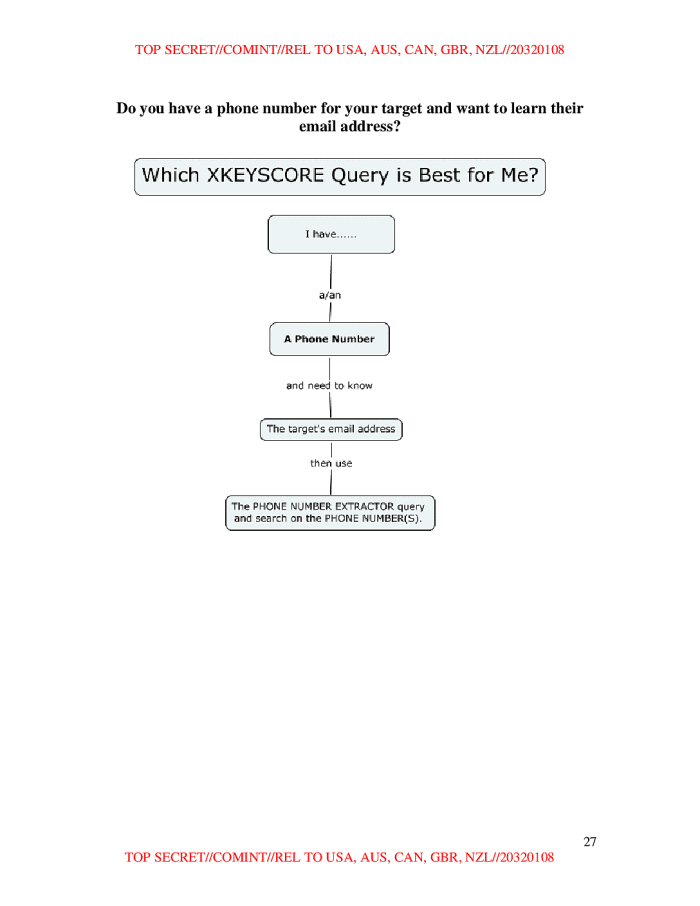 TOP SECRET//COMINT//REL TO USA, AUS, CAN, GBR, NZL//20320108
Do you have a phone number for your target and want to learn their
email address?
Which XKEYSCORE Query is Best for Me?
I have......
a/an
A Phone Number
and need to know
The target's email address
then use
The PHONE NUMBER EXTRACTOR query
and search on the PHONE NUMBER(S).
27
TOP SECRET//COMINT//REL TO USA, AUS, CAN, GBR, NZL//20320108